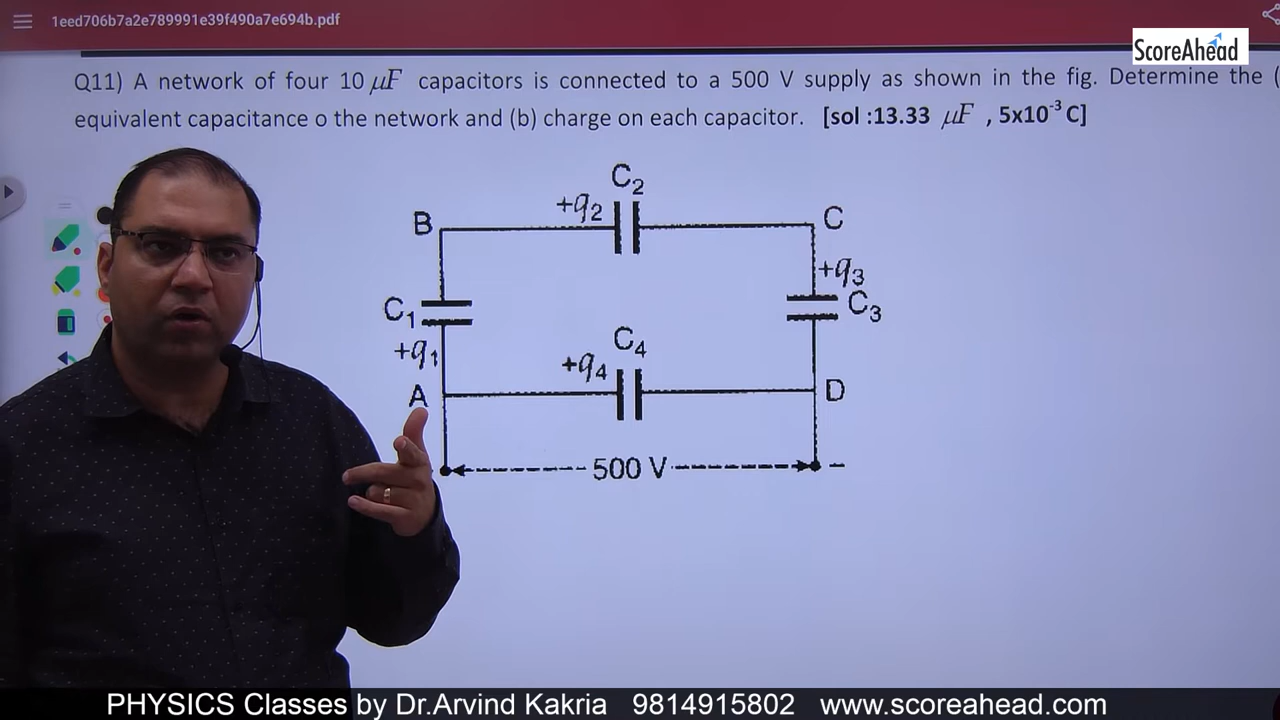 1eed706b7a2e789991e39f490a7e694b.pdf
ScoreAhead
Q11) A network of four 10 μF capacitors is connected to a 500 V supply as shown in the fig. Determine the (
equivalent capacitance o the network and (b) charge on each capacitor. [sol :13.33 μF , 5x10⁻³ C]
C₂
+q₂
B
C
+q₃
C₁
C₃
C₄
+q₁
+q₄
A
D
500 V
–
PHYSICS Classes by Dr.Arvind Kakria 9814915802 www.scoreahead.com